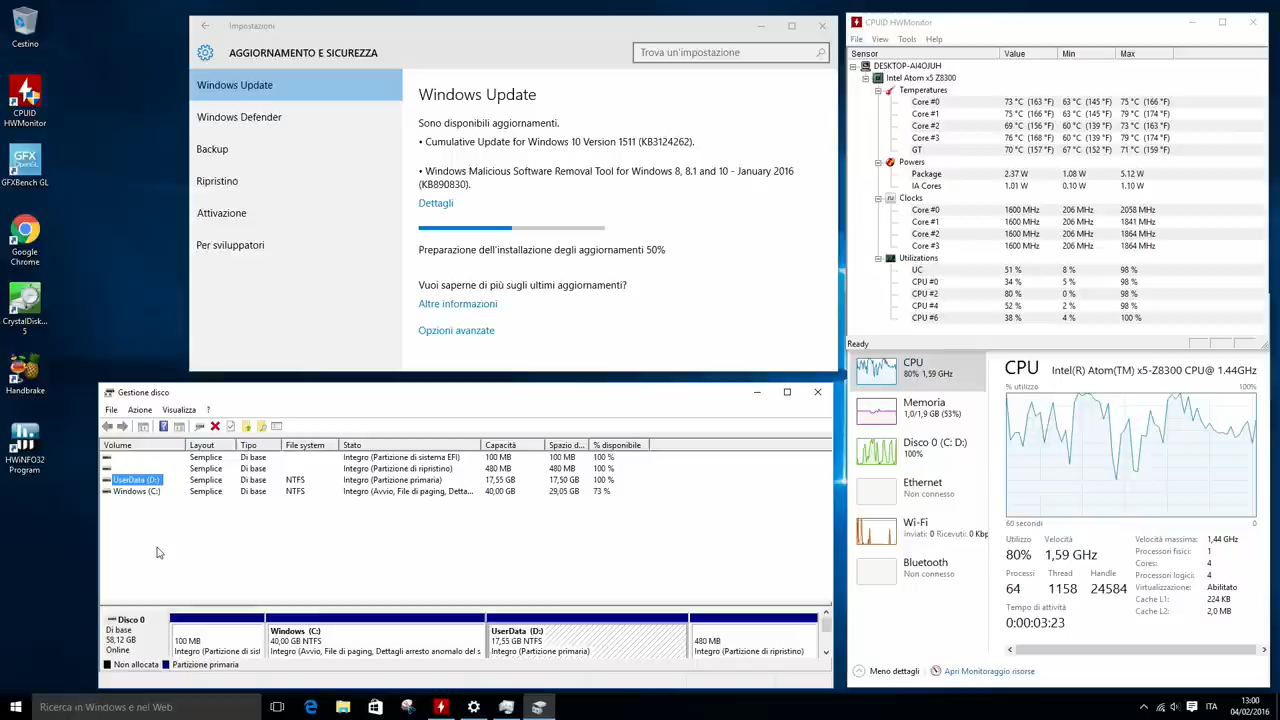 Cestino
CPUID
HWMonitor
GFX
OpenGL
GFXBench GL
Google
Chrome
CrystalDisk...
5
Handbrake
HWiNFO32
Program
Impostazioni
AGGIORNAMENTO E SICUREZZA
Trova un'impostazione
Windows Update
Windows Defender
Backup
Ripristino
Attivazione
Per sviluppatori
Windows Update
Sono disponibili aggiornamenti.
• Cumulative Update for Windows 10 Version 1511 (KB3124262).
• Windows Malicious Software Removal Tool for Windows 8, 8.1 and 10 - January 2016
(KB890830).
Dettagli
Preparazione dell'installazione degli aggiornamenti 50%
Vuoi saperne di più sugli ultimi aggiornamenti?
Altre informazioni
Opzioni avanzate
CPUID HWMonitor
File View Tools Help
Sensor Value Min Max
DESKTOP-AI4OJUH
Intel Atom x5 Z8300
Temperatures
Core #0 73 °C (163 °F) 63 °C (145 °F) 75 °C (166 °F)
Core #1 75 °C (166 °F) 63 °C (145 °F) 79 °C (174 °F)
Core #2 69 °C (156 °F) 60 °C (139 °F) 73 °C (163 °F)
Core #3 76 °C (168 °F) 60 °C (139 °F) 79 °C (174 °F)
GT 70 °C (157 °F) 67 °C (152 °F) 71 °C (159 °F)
Powers
Package 2.37 W 1.08 W 5.12 W
IA Cores 1.01 W 0.10 W 1.10 W
Clocks
Core #0 1600 MHz 206 MHz 2058 MHz
Core #1 1600 MHz 206 MHz 1841 MHz
Core #2 1600 MHz 206 MHz 1864 MHz
Core #3 1600 MHz 206 MHz 1864 MHz
Utilizations
UC 51 % 8 % 98 %
CPU #0 34 % 5 % 98 %
CPU #2 80 % 0 % 98 %
CPU #4 52 % 2 % 98 %
CPU #6 38 % 4 % 100 %
Ready
Gestione disco
File Azione Visualizza ?
Volume Layout Tipo File system Stato Capacità Spazio d... % disponibile
Semplice Di base Integro (Partizione di sistema EFI) 100 MB 100 MB 100 %
Semplice Di base Integro (Partizione di ripristino) 480 MB 480 MB 100 %
UserData (D:) Semplice Di base NTFS Integro (Partizione primaria) 17,55 GB 17,50 GB 100 %
Windows (C:) Semplice Di base NTFS Integro (Avvio, File di paging, Detta... 40,00 GB 29,05 GB 73 %
Disco 0
Di base
58,12 GB
Online
100 MB
Integro (Partizione di sist
Windows (C:)
40,00 GB NTFS
Integro (Avvio, File di paging, Dettagli arresto anomalo del s
UserData (D:)
17,55 GB NTFS
Integro (Partizione primaria)
480 MB
Integro (Partizione di ripristino)
Non allocata Partizione primaria
CPU
80% 1,59 GHz
Memoria
1,0/1,9 GB (53%)
Disco 0 (C: D:)
100%
Ethernet
Non connesso
Wi-Fi
inviati: 0 Ricevuti: 0 Kbp
Bluetooth
Non connesso
CPU Intel(R) Atom(TM) x5-Z8300 CPU@ 1.44GHz
% utilizzo 100%
60 secondi 0
Utilizzo Velocità
80% 1,59 GHz
Processi Thread Handle
64 1158 24584
Tempo di attività
0:00:03:23
Velocità massima: 1,44 GHz
Processori fisici: 1
Cores: 4
Processori logici: 4
Virtualizzazione: Abilitato
Cache L1: 224 KB
Cache L2: 2,0 MB
Meno dettagli Apri Monitoraggio risorse
Ricerca in Windows e nel Web
ITA
13:00
04/02/2016